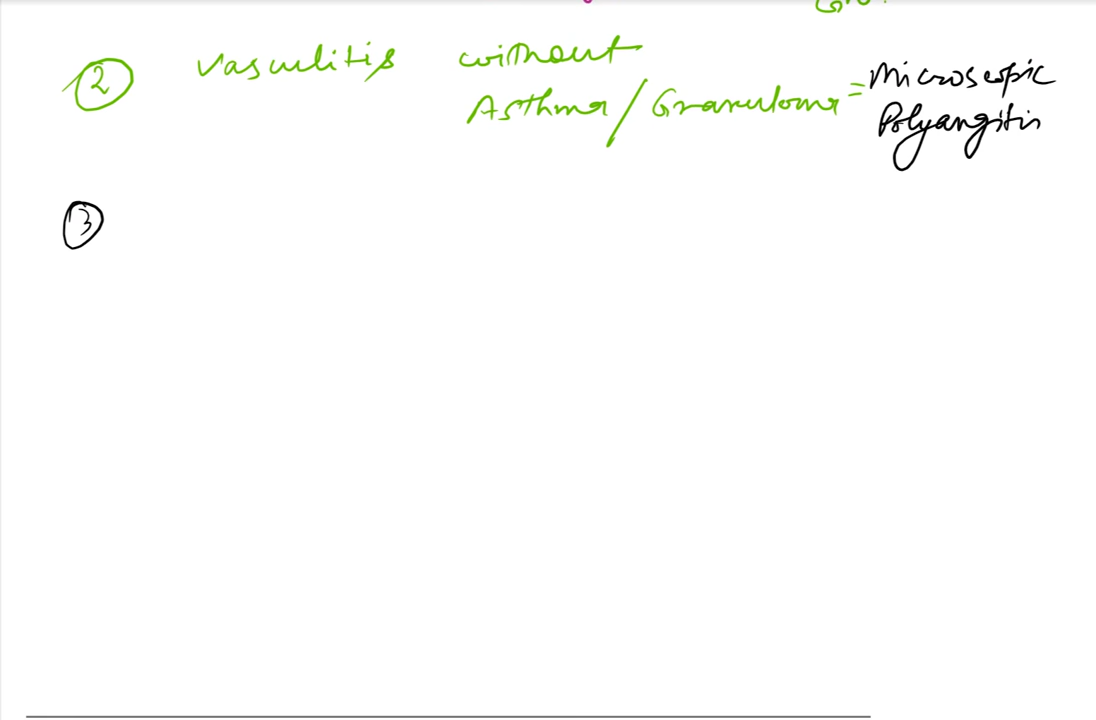 ② vasculitis without
Asthma / Granuloma = Microscopic
Polyangitis
③